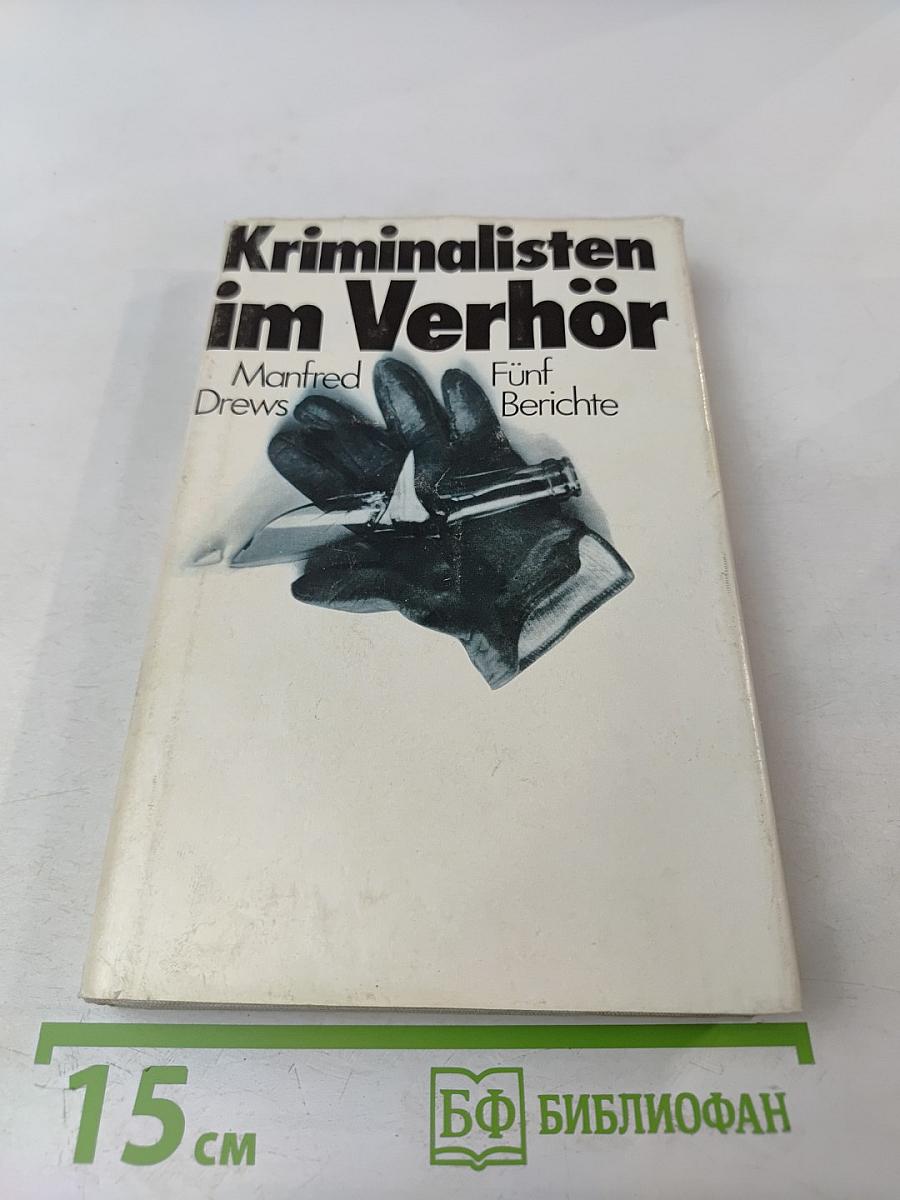 Kriminalisten
im Verhör
Manfred
Drews
Fünf
Berichte
15 см
БФ БИБЛИОФАН